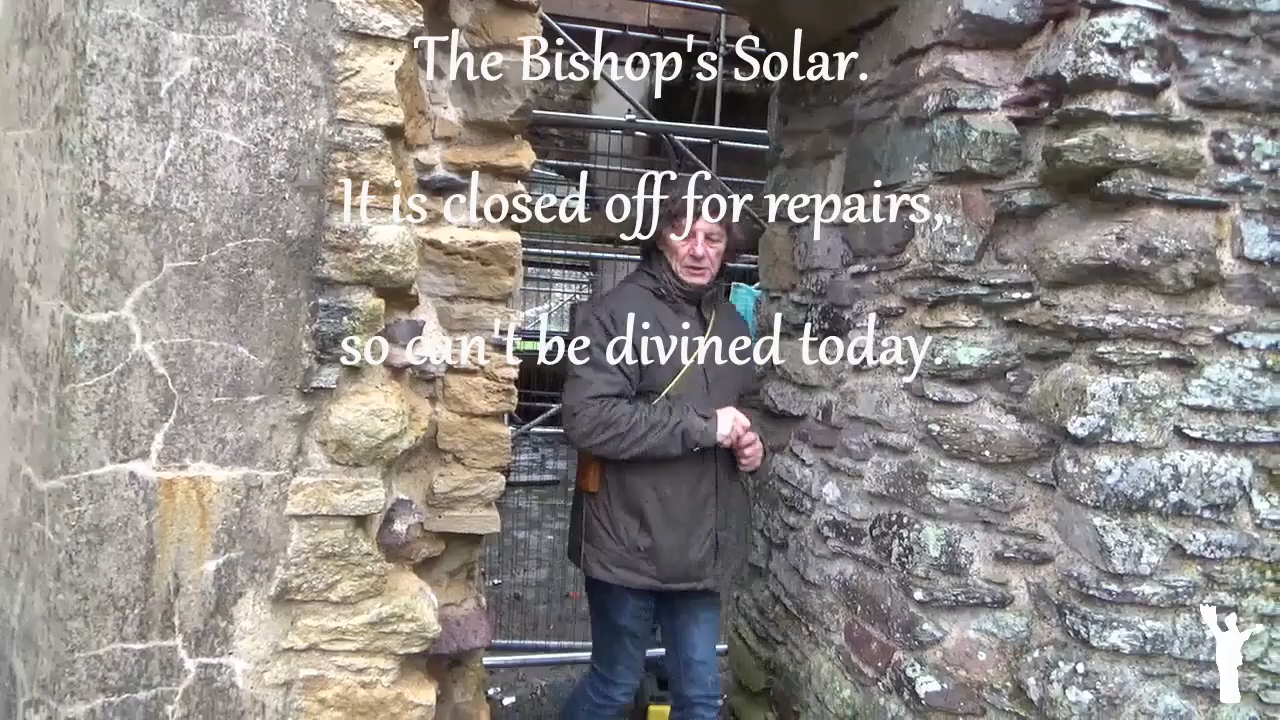 The Bishop's Solar.
It is closed off for repairs,
so can't be divined today.